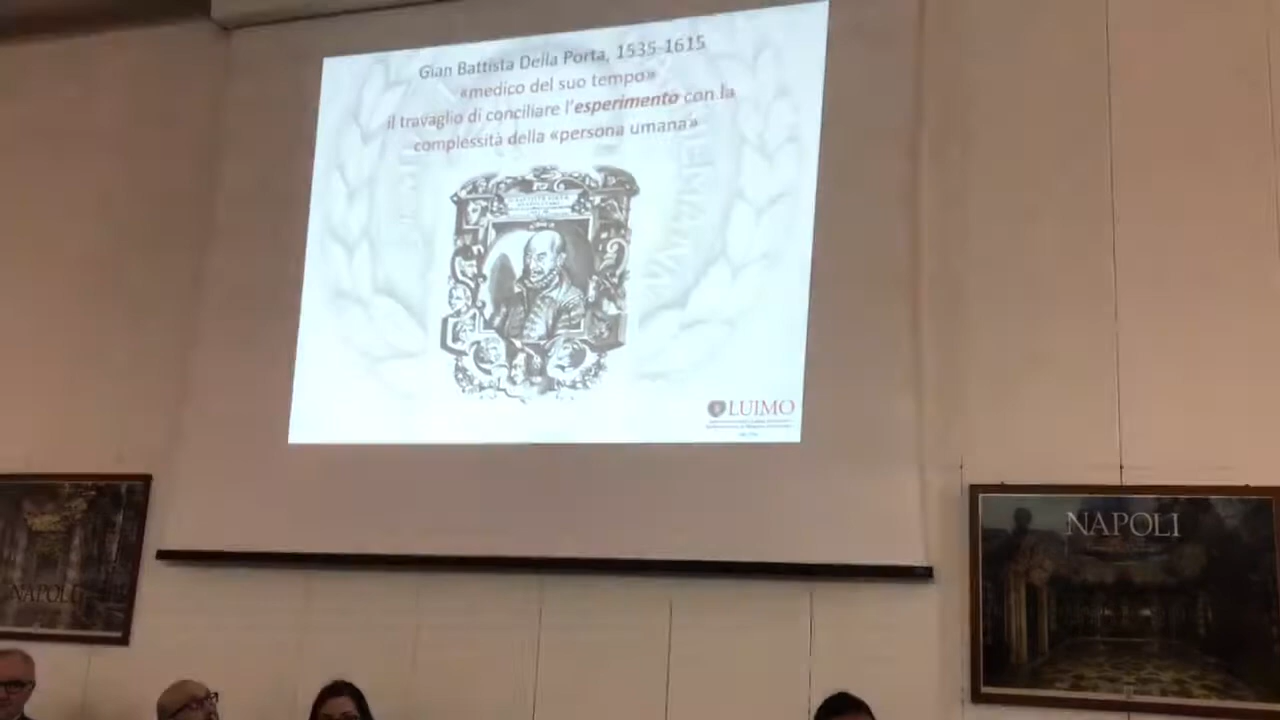 Gian Battista Della Porta, 1535-1615
«medico del suo tempo»
il travaglio di conciliare l'esperimento con la
complessità della «persona umana»
LUIMO
NAPOLI
NAPOLI